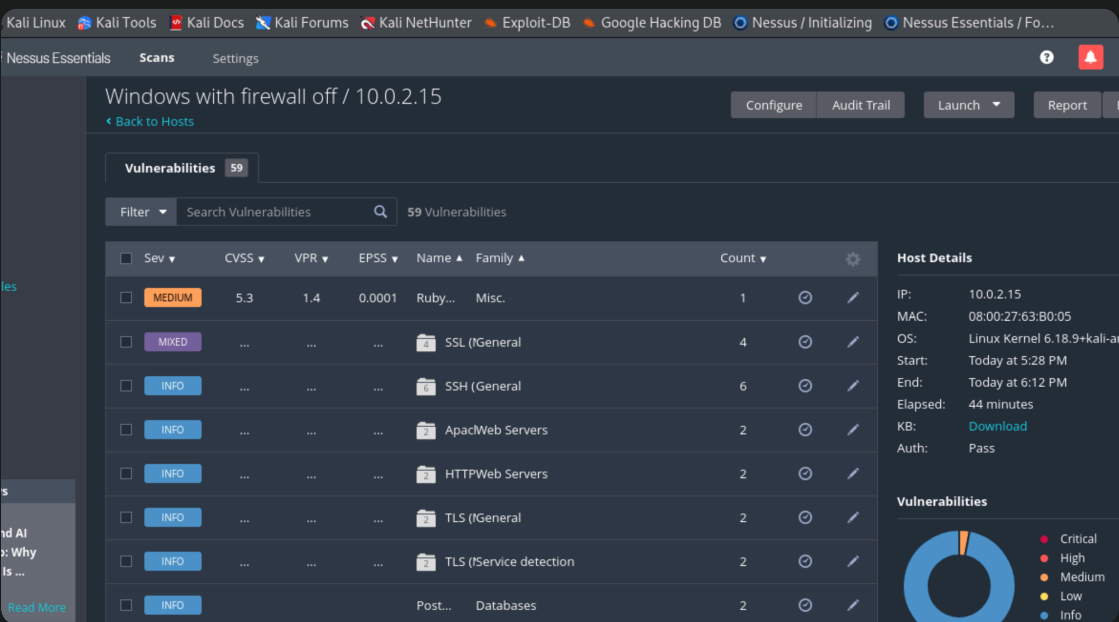 Kali Linux Kali Tools Kali Docs Kali Forums Kali NetHunter Exploit-DB Google Hacking DB Nessus / Initializing Nessus Essentials / Fo...
Nessus Essentials Scans Settings
Windows with firewall off / 10.0.2.15
Back to Hosts
Configure Audit Trail Launch Report
Vulnerabilities 59
Filter Search Vulnerabilities 59 Vulnerabilities
Sev CVSS VPR EPSS Name Family Count
MEDIUM 5.3 1.4 0.0001 Ruby... Misc. 1
MIXED ... ... ... 4 SSL ( General 4
INFO ... ... ... 6 SSH ( General 6
INFO ... ... ... 2 Apac Web Servers 2
INFO ... ... ... 2 HTTP Web Servers 2
INFO ... ... ... 2 TLS ( General 2
INFO ... ... ... 2 TLS ( Service detection 2
INFO Post... Databases 2
Host Details
IP: 10.0.2.15
MAC: 08:00:27:63:B0:05
OS: Linux Kernel 6.18.9+kali-a
Start: Today at 5:28 PM
End: Today at 6:12 PM
Elapsed: 44 minutes
KB: Download
Auth: Pass
Vulnerabilities
Critical
High
Medium
Low
Info
les
nd AI
: Why
Is ...
Read More